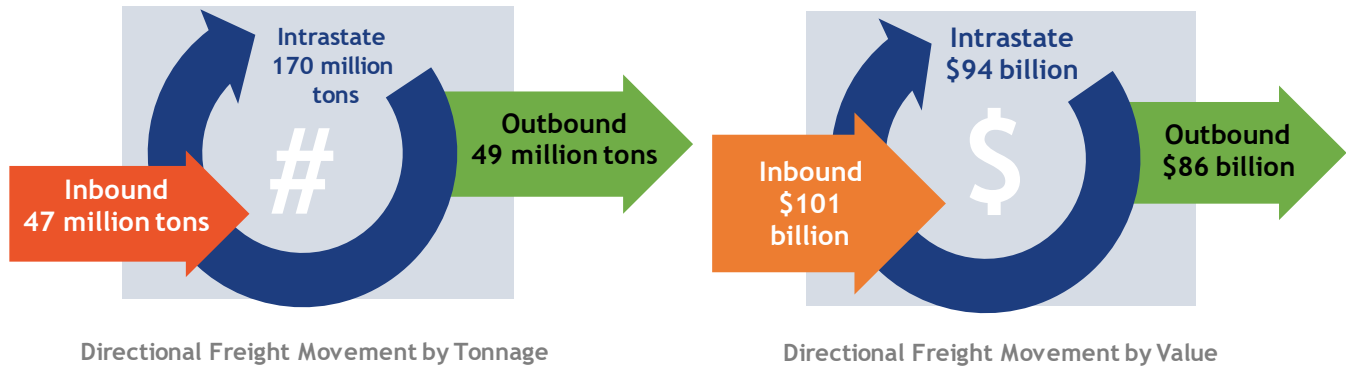 Intrastate
170 million
tons
#
Outbound
49 million tons
Inbound
47 million tons
Directional Freight Movement by Tonnage
Intrastate
$94 billion
$
Outbound
$86 billion
Inbound
$101
billion
Directional Freight Movement by Value